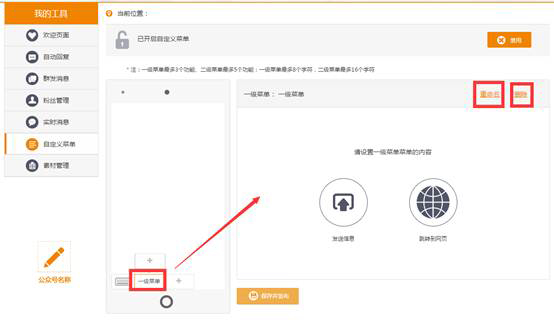 我的工具
当前位置：
欢迎页面
自动回复
群发消息
粉丝管理
实时消息
自定义菜单
素材管理
公众号名称
已开启自定义菜单
禁用
* 注：一级菜单最多3个功能、二级菜单最多5个功能；一级菜单最多8个字符，二级菜单最多16个字符
一级菜单：一级菜单
重命名
删除
请设置一级菜单菜单的内容
发送信息
跳转到网页
一级菜单
保存并发布